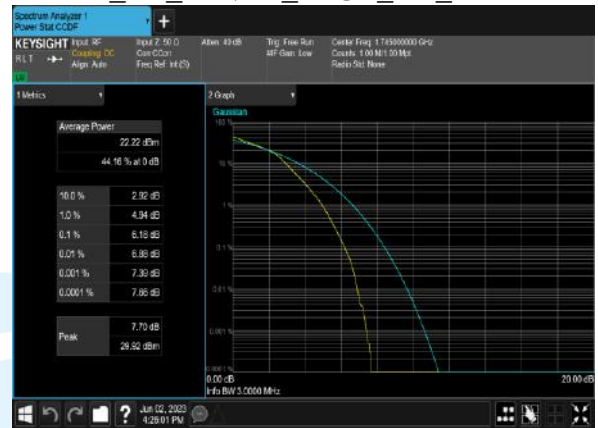 Spectrum Analyzer 1
Power Stat CCDF
+
KEYSIGHT
RLT
LNI
Input: RF
Coupling: DC
Align: Auto
Input Z: 50 Ω
Corr CCorr
Freq Ref: Int (S)
Atten: 40 dB
Trig: Free Run
#IF Gain: Low
Center Freq: 1.745000000 GHz
Counts: 1.00 M/1.00 Mpt
Radio Std: None
1 Metrics
2 Graph
Average Power
22.22 dBm
44.16 % at 0 dB
10.0 % 2.92 dB
1.0 % 4.94 dB
0.1 % 6.18 dB
0.01 % 6.88 dB
0.001 % 7.39 dB
0.0001 % 7.66 dB
Peak
7.70 dB
29.92 dBm
Gaussian
100 %
10 %
1 %
0.1 %
0.01 %
0.001 %
0.0001 %
0.00 dB
20.00 dB
Info BW 3.0000 MHz
?
Jun 02, 2023
4:26:01 PM